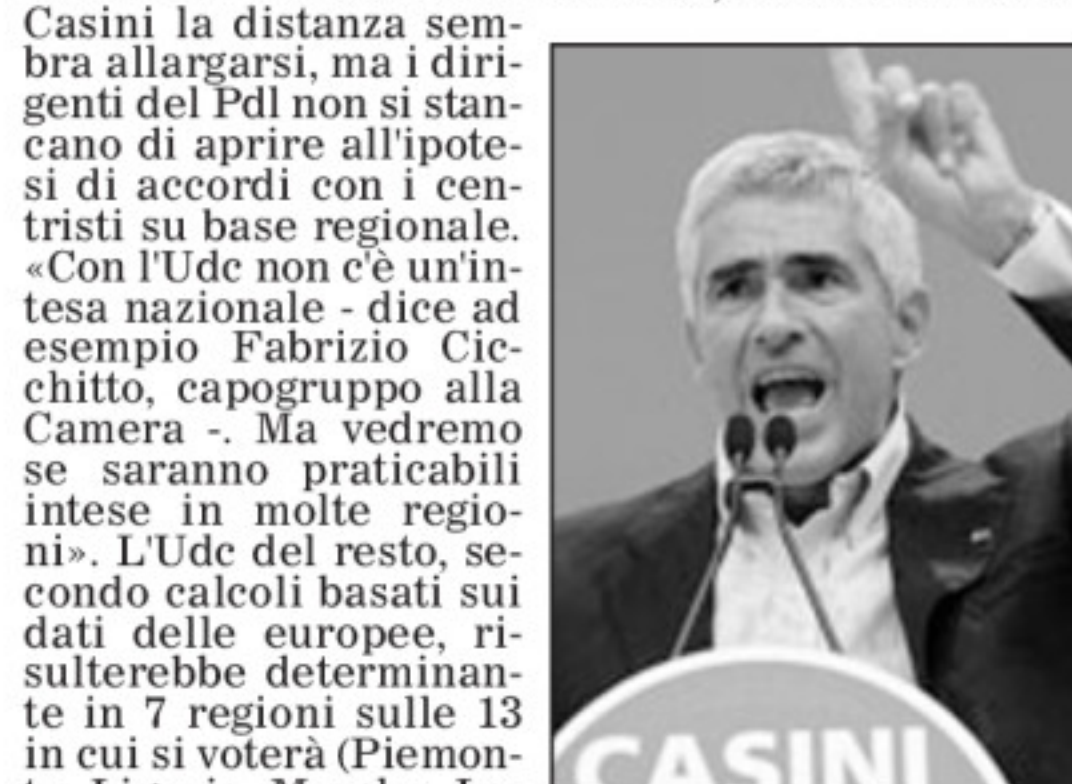 Casini la distanza sem-
bra allargarsi, ma i diri-
genti del Pdl non si stan-
cano di aprire all'ipote-
si di accordi con i cen-
tristi su base regionale.
«Con l'Udc non c'è un'in-
tesa nazionale - dice ad
esempio Fabrizio Cic-
chitto, capogruppo alla
Camera -. Ma vedremo
se saranno praticabili
intese in molte regio-
ni». L'Udc del resto, se-
condo calcoli basati sui
dati delle europee, ri-
sulterebbe determinan-
te in 7 regioni sulle 13
in cui si voterà (Piemon-
CASINI